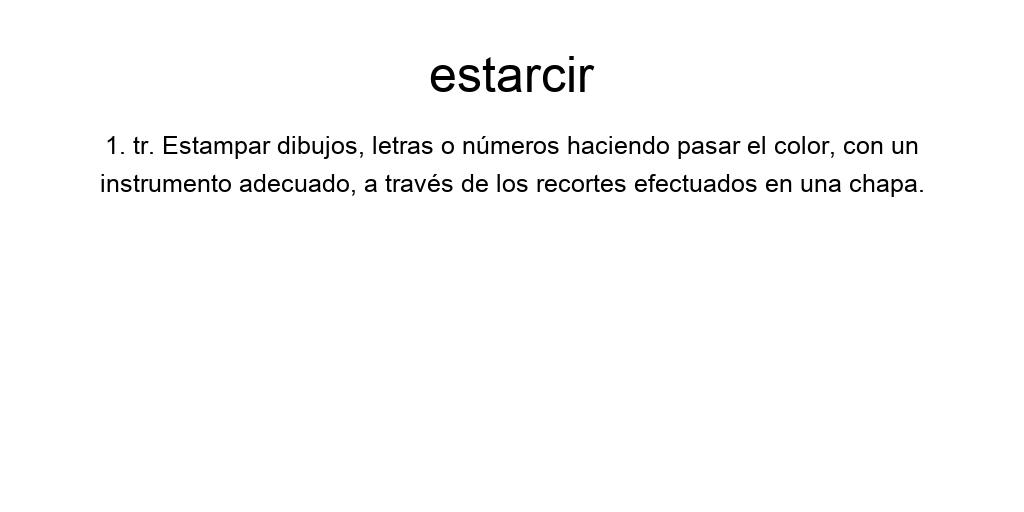 estarcir
1. tr. Estampar dibujos, letras o números haciendo pasar el color, con un
instrumento adecuado, a través de los recortes efectuados en una chapa.